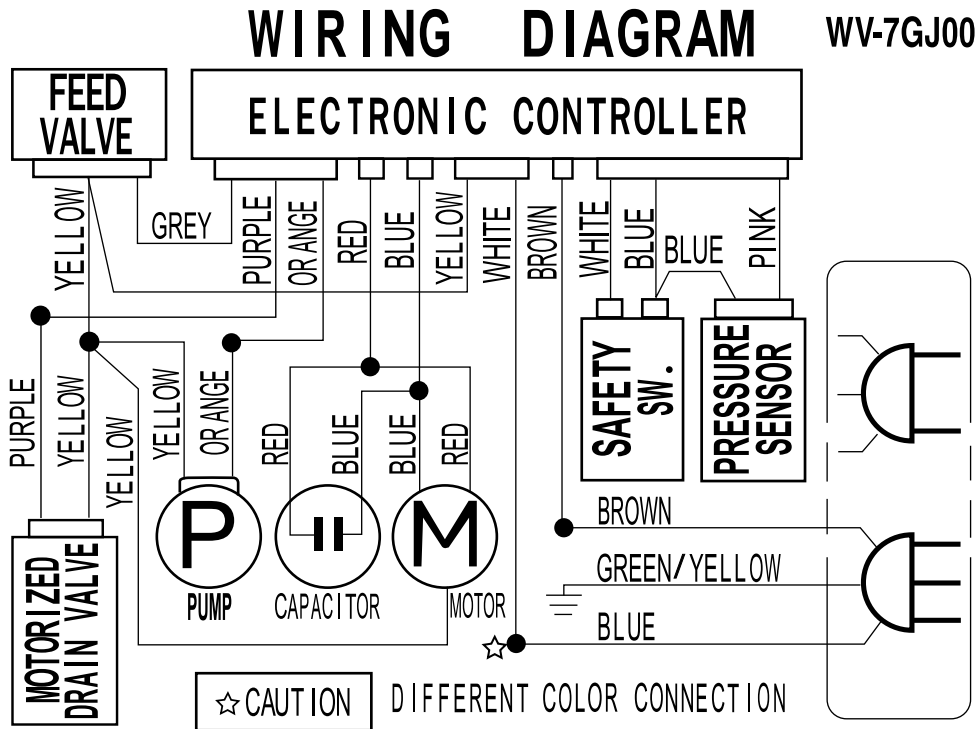 WIRING DIAGRAM
WV-7GJ00
FEED
VALVE
ELECTRONIC CONTROLLER
YELLOW
GREY
PURPLE
ORANGE
RED
BLUE
YELLOW
WHITE
BROWN
WHITE
BLUE
BLUE
PINK
PURPLE
YELLOW
YELLOW
YELLOW
ORANGE
RED
BLUE
BLUE
RED
SAFETY
SW.
PRESSURE
SENSOR
MOTORIZED
DRAIN VALVE
P
PUMP
CAPACITOR
M
MOTOR
BROWN
GREEN/YELLOW
BLUE
☆
☆ CAUTION
DIFFERENT COLOR CONNECTION